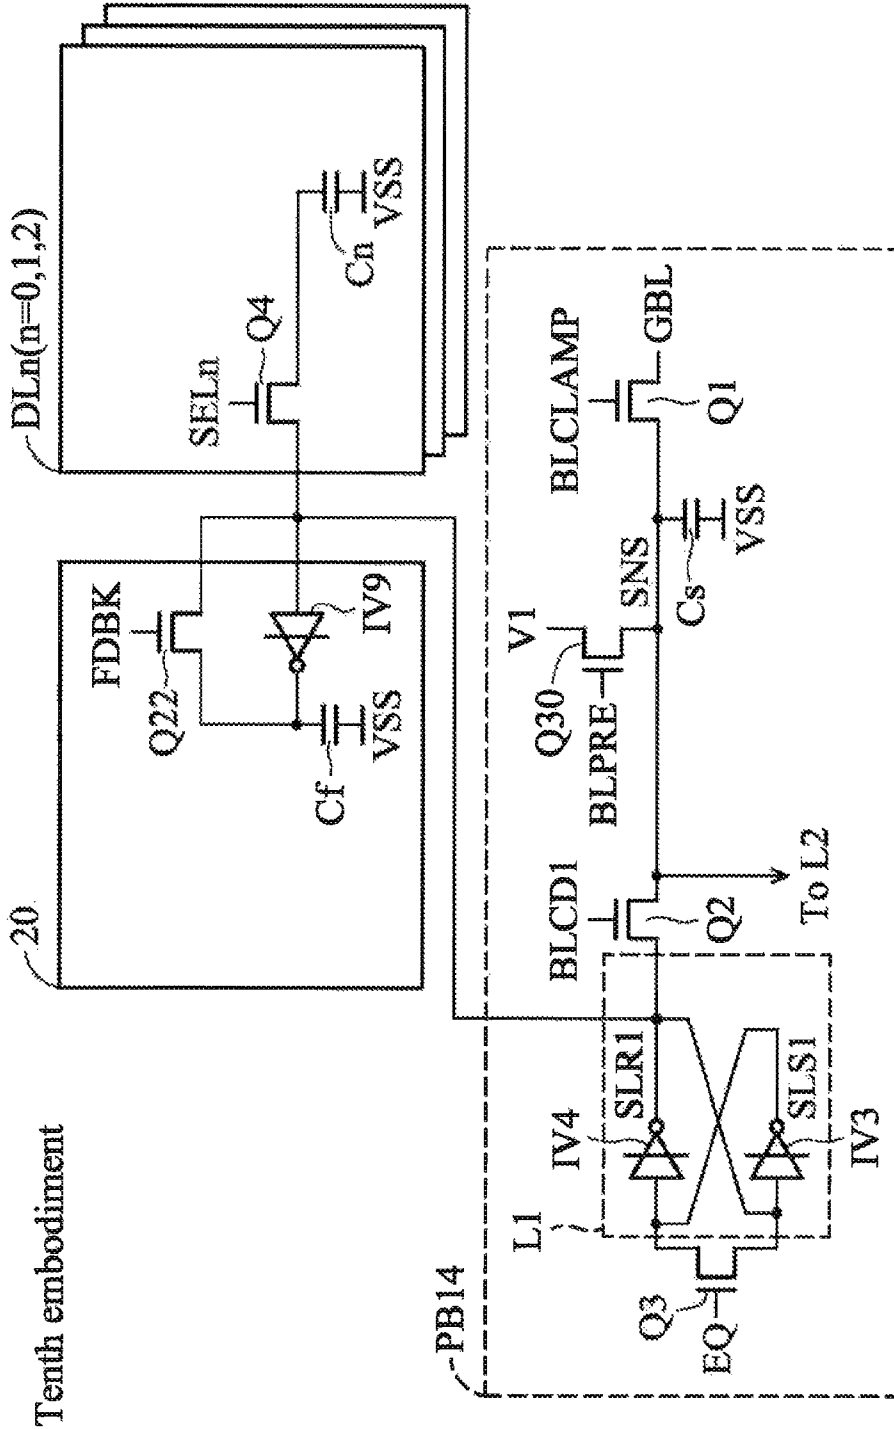 Tenth embodiment
20
DLn(n=0,1,2)
FDBK
Q22
IV9
Cf
VSS
SELn
Q4
Cn
VSS
PB14
L1
Q3
EQ
IV4
SLR1
SLS1
IV3
BLCD1
Q2
To L2
V1
Q30
BLPRE
SNS
Cs
VSS
BLCLAMP
Q1
GBL